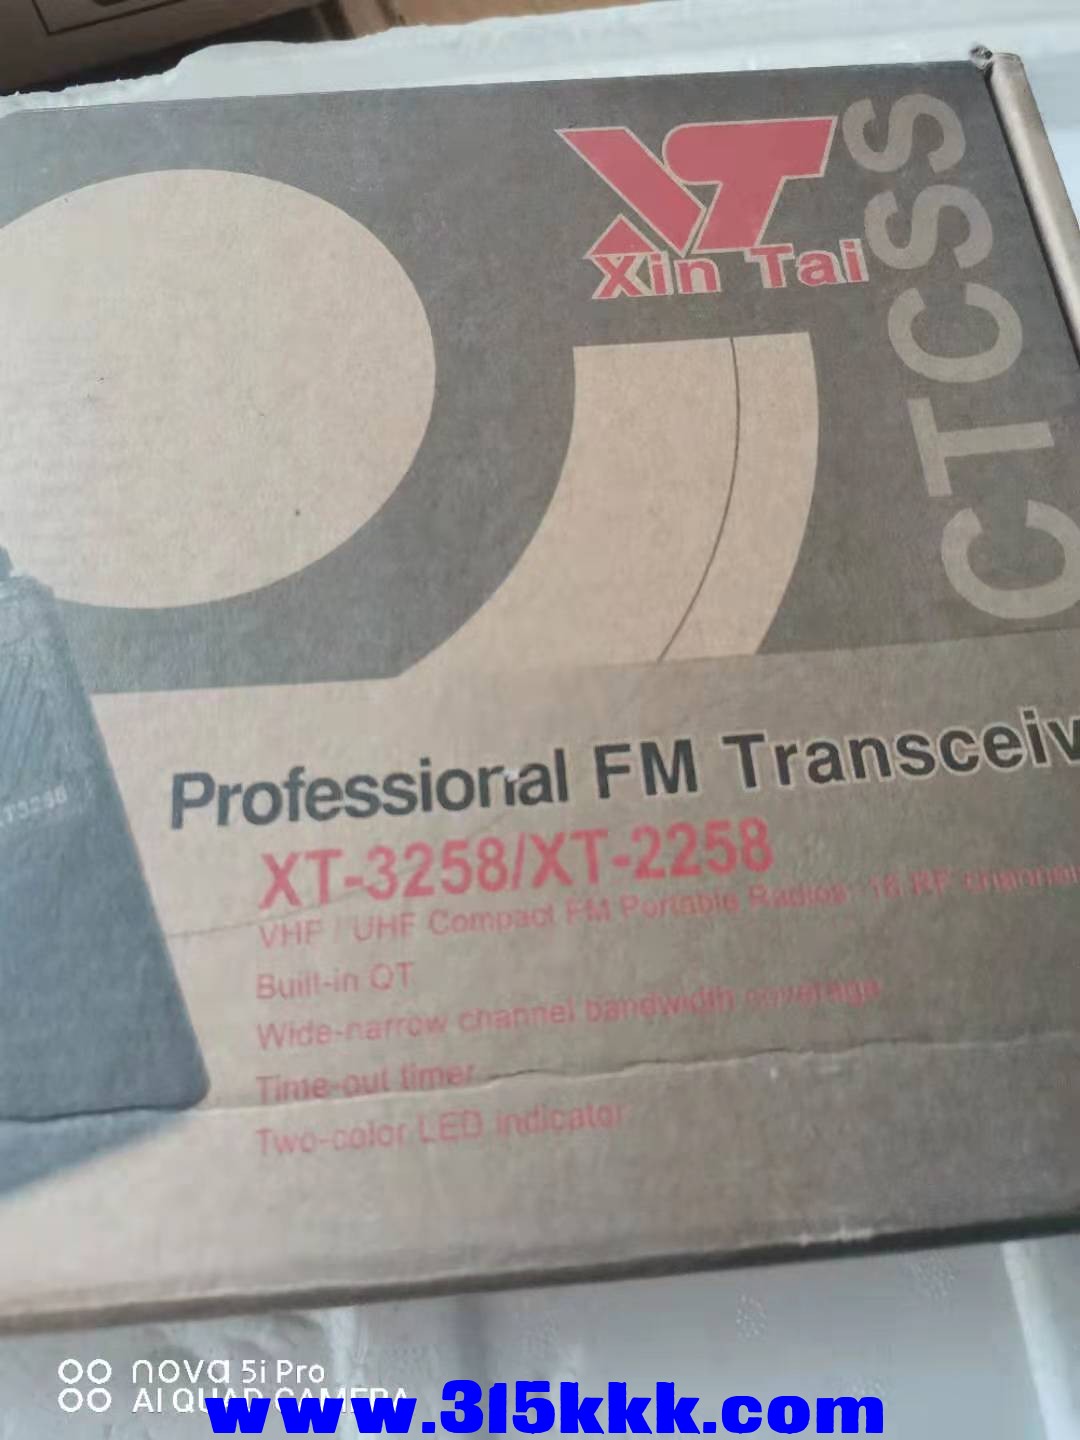 XT
Xin Tai
CTCSS
Professional FM Transceiv
XT-3258/XT-2258
VHF / UHF Compact FM Portable Radios, 16 RF channel
Built-in QT
Wide-narrow channel bandwidth coverage
Time-out timer
Two-color LED indicator
nova 5i Pro
AI QUAD CAMERA
www.315kkk.com